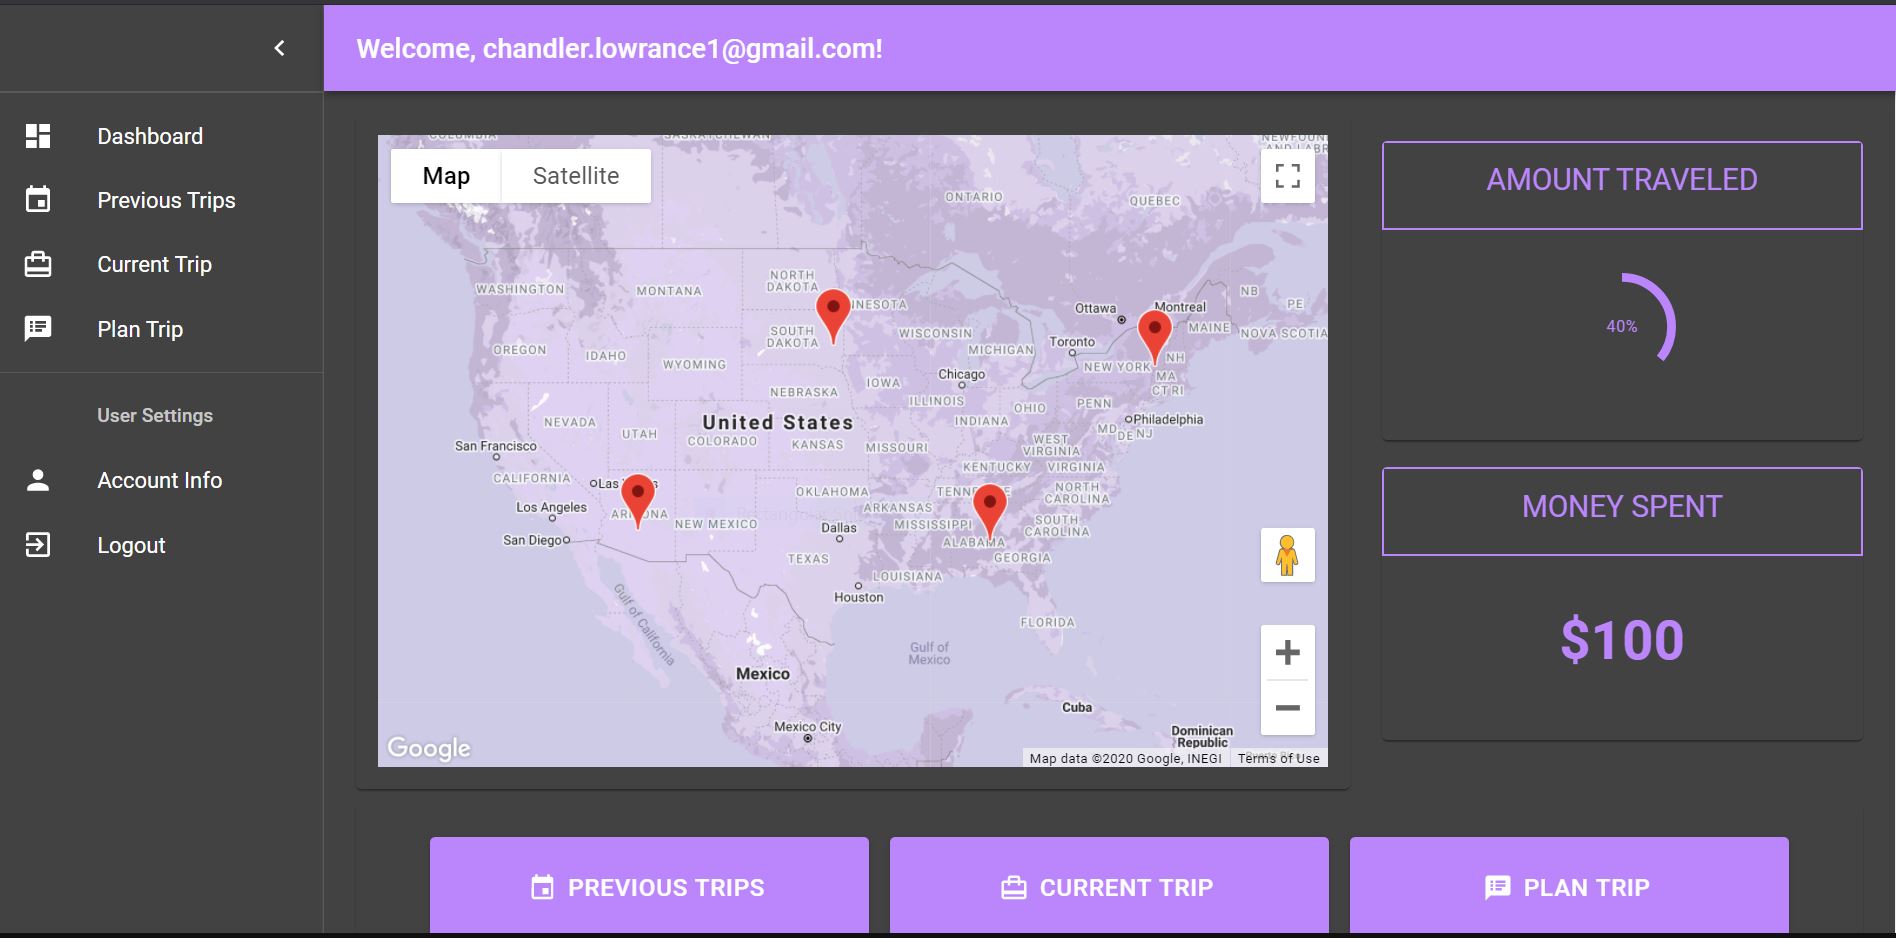 Welcome, chandler.lowrance1@gmail.com!
Dashboard
Previous Trips
Current Trip
Plan Trip
User Settings
Account Info
Logout
Map
Satellite
COLUMBIA
SASKATCHEWAN
ONTARIO
QUEBEC
NORTH DAKOTA
WASHINGTON
MONTANA
NB
PE
Ottawa
Montreal
MAINE
NOVA SCOTIA
SOUTH DAKOTA
WISCONSIN
MICHIGAN
Toronto
OREGON
IDAHO
WYOMING
NEW YORK
NH
MA
CT RI
Chicago
IOWA
NEBRASKA
ILLINOIS
OHIO
PENN
INDIANA
Philadelphia
NEVADA
United States
UTAH
COLORADO
KANSAS
MISSOURI
WEST VIRGINIA
MD
DE NJ
San Francisco
KENTUCKY
VIRGINIA
CALIFORNIA
OKLAHOMA
NORTH CAROLINA
Los Angeles
ARKANSAS
NEW MEXICO
MISSISSIPPI
SOUTH CAROLINA
Dallas
San Diego
ALABAMA
GEORGIA
TEXAS
LOUISIANA
Houston
Gulf of California
FLORIDA
Gulf of Mexico
Mexico
Cuba
Mexico City
Dominican Republic
Google
Map data ©2020 Google, INEGI
Terms of Use
AMOUNT TRAVELED
40%
MONEY SPENT
$100
PREVIOUS TRIPS
CURRENT TRIP
PLAN TRIP